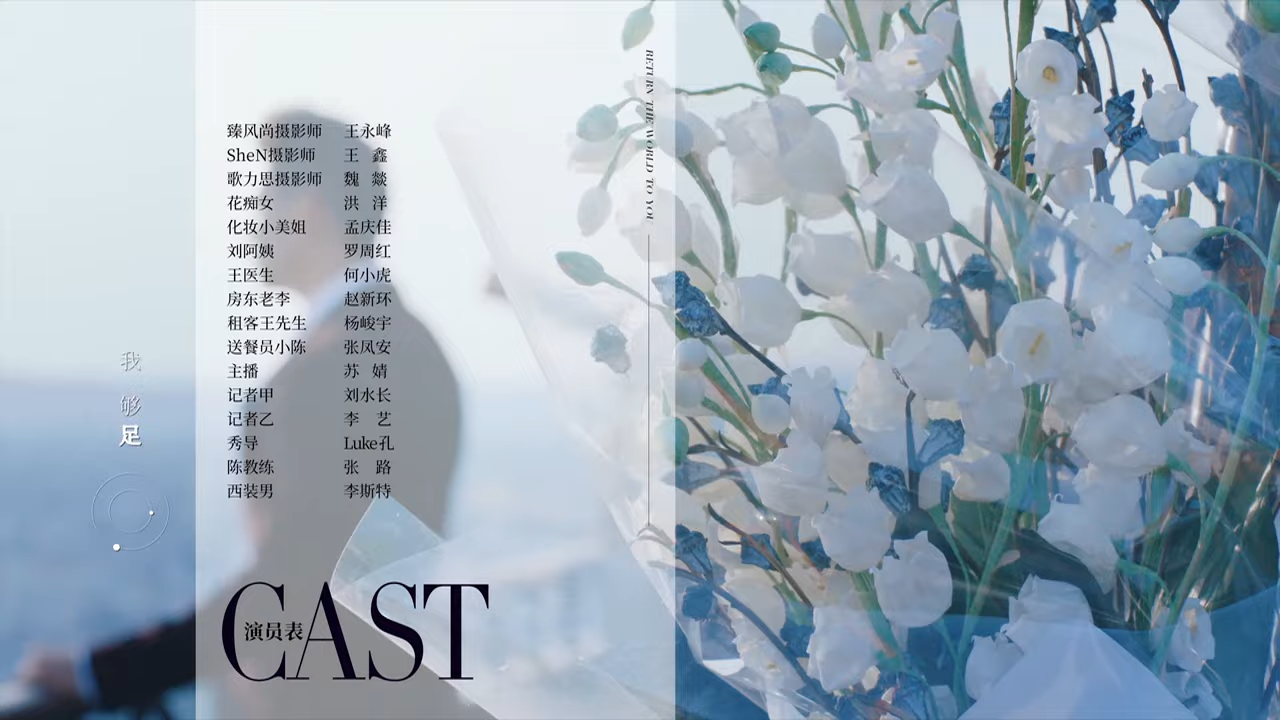 RETURN THE WORLD TO YOU
臻风尚摄影师 王永峰
SheN摄影师 王 鑫
歌力思摄影师 魏 燚
花痴女 洪 洋
化妆小美姐 孟庆佳
刘阿姨 罗周红
王医生 何小虎
房东老李 赵新环
租客王先生 杨峻宇
送餐员小陈 张凤安
主播 苏 婧
记者甲 刘水长
记者乙 李 艺
秀导 Luke孔
陈教练 张 路
西装男 李斯特
我
够
足
CAST
演员表